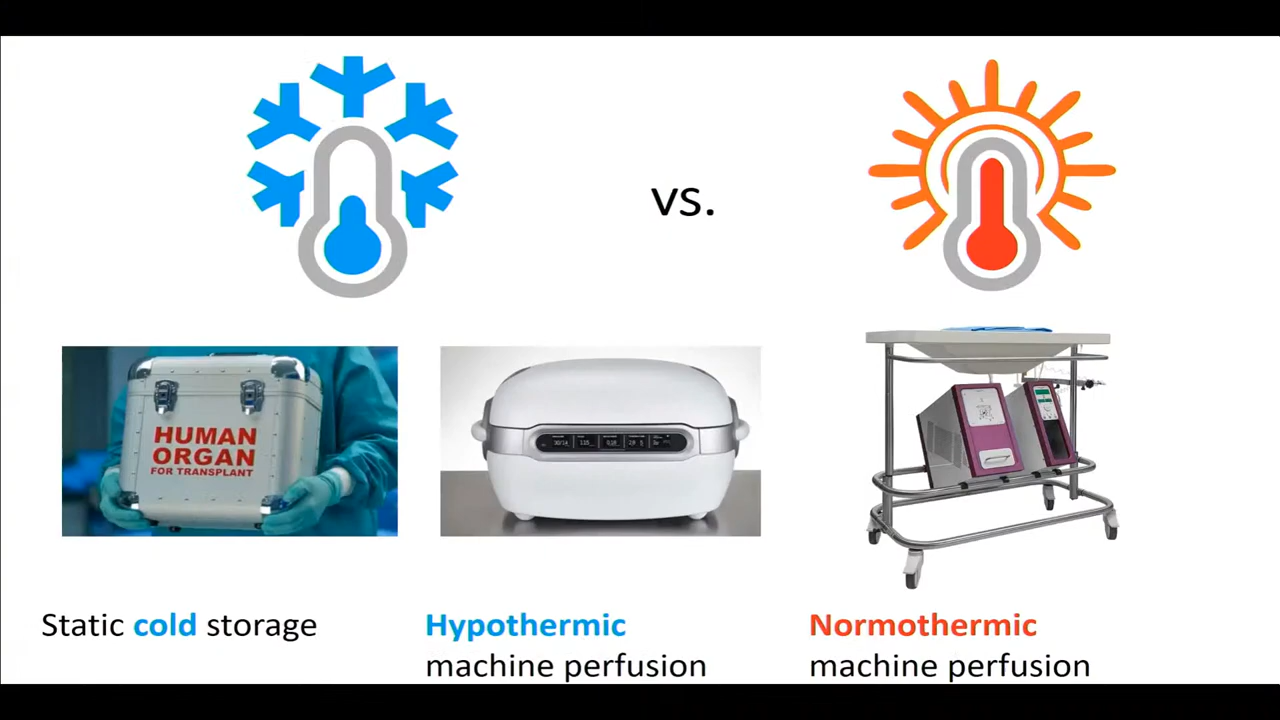 vs.
HUMAN
ORGAN
FOR TRANSPLANT
Static cold storage
Hypothermic
machine perfusion
Normothermic
machine perfusion